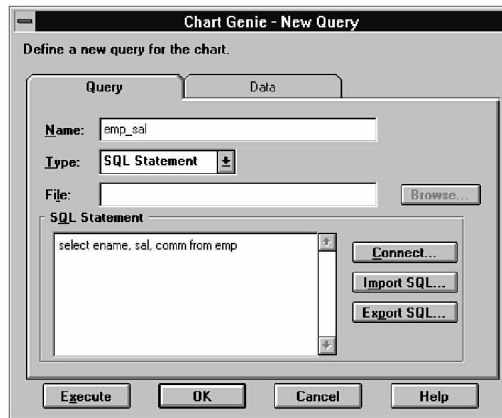 Chart Genie - New Query
Define a new query for the chart.
Query Data
Name: emp_sal
Type: SQL Statement
File: Browse...
SQL Statement
select ename, sal, comm from emp
Connect...
Import SQL...
Export SQL...
Execute OK Cancel Help